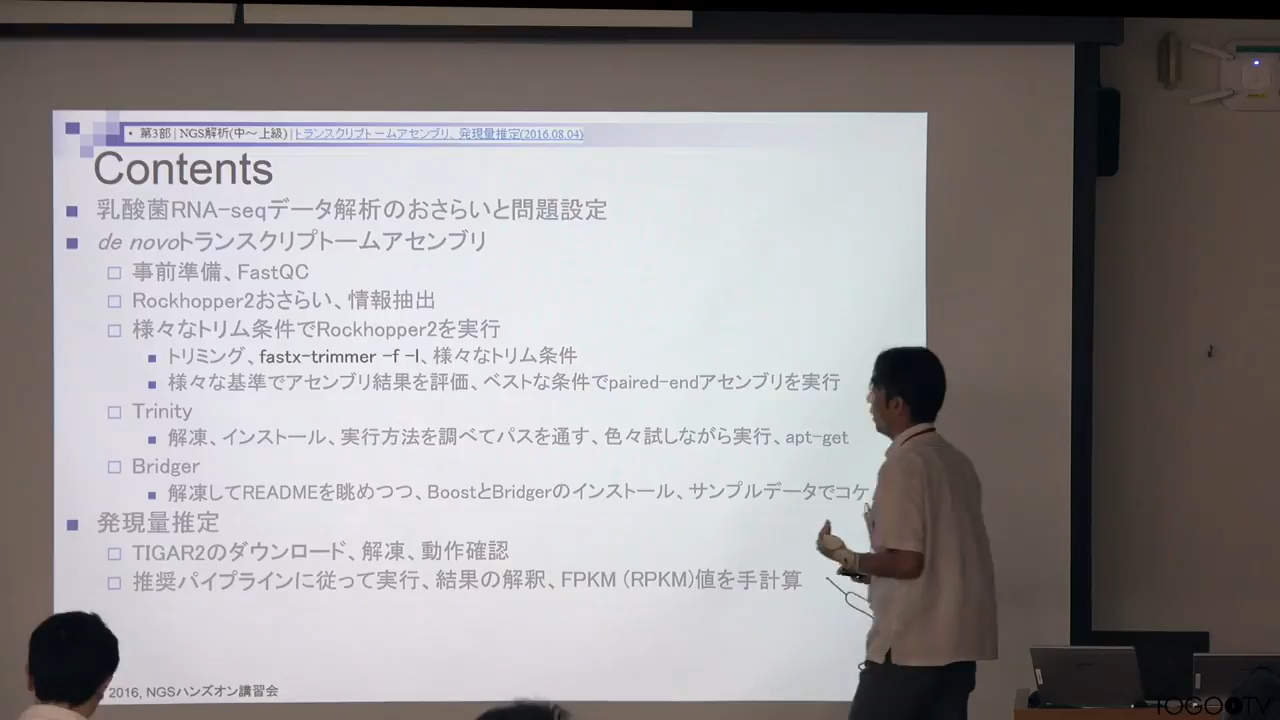 • 第3部 | NGS解析(中～上級) | トランスクリプトームアセンブリ、発現量推定(2016.08.04)
Contents
乳酸菌RNA-seqデータ解析のおさらいと問題設定
de novoトランスクリプトームアセンブリ
事前準備、FastQC
Rockhopper2おさらい、情報抽出
様々なトリム条件でRockhopper2を実行
トリミング、fastx-trimmer -f -l、様々なトリム条件
様々な基準でアセンブリ結果を評価、ベストな条件でpaired-endアセンブリを実行
Trinity
解凍、インストール、実行方法を調べてパスを通す、色々試しながら実行、apt-get
Bridger
解凍してREADMEを眺めつつ、BoostとBridgerのインストール、サンプルデータでコケ
発現量推定
TIGAR2のダウンロード、解凍、動作確認
推奨パイプラインに従って実行、結果の解釈、FPKM (RPKM)値を手計算
2016, NGSハンズオン講習会
TOGOTV